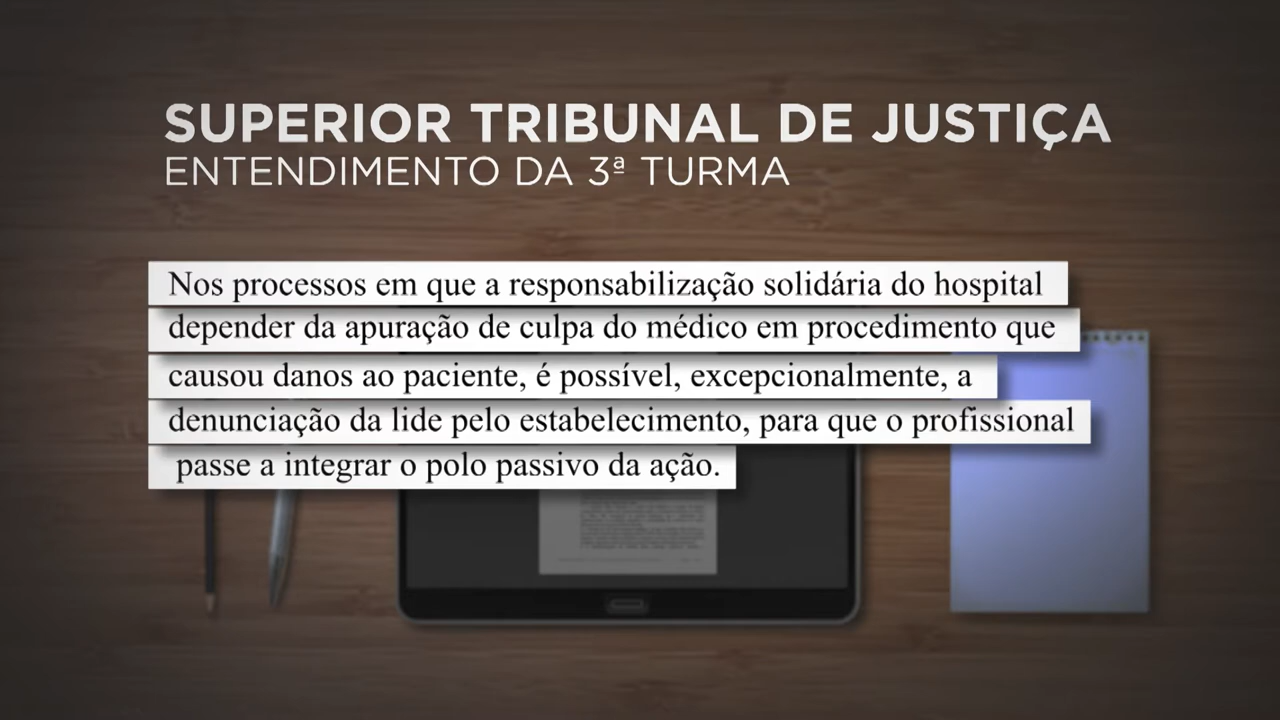 SUPERIOR TRIBUNAL DE JUSTIÇA
ENTENDIMENTO DA 3ª TURMA
Nos processos em que a responsabilização solidária do hospital
depender da apuração de culpa do médico em procedimento que
causou danos ao paciente, é possível, excepcionalmente, a
denunciação da lide pelo estabelecimento, para que o profissional
passe a integrar o polo passivo da ação.